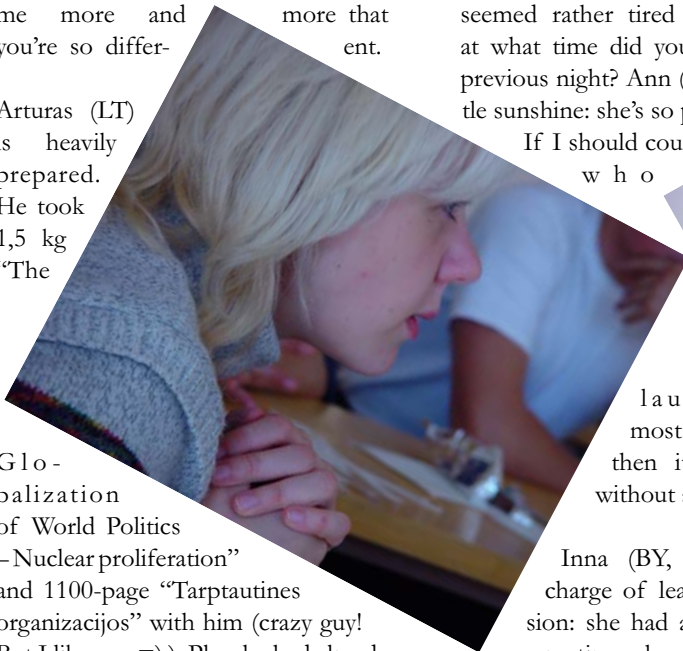 me more and more that
you’re so differ- ent.
Arturas (LT)
is heavily
prepared.
He took
1,5 kg
“The
Glo-
balization
of World Politics
– Nuclear proliferation”
and 1100-page “Tarptautines
organizacijos” with him (crazy guy!
seemed rather tired
at what time did you
previous night? Ann (
tle sunshine: she’s so
If I should
who
most
then
without
Inna (BY,
charge of
sion: she had